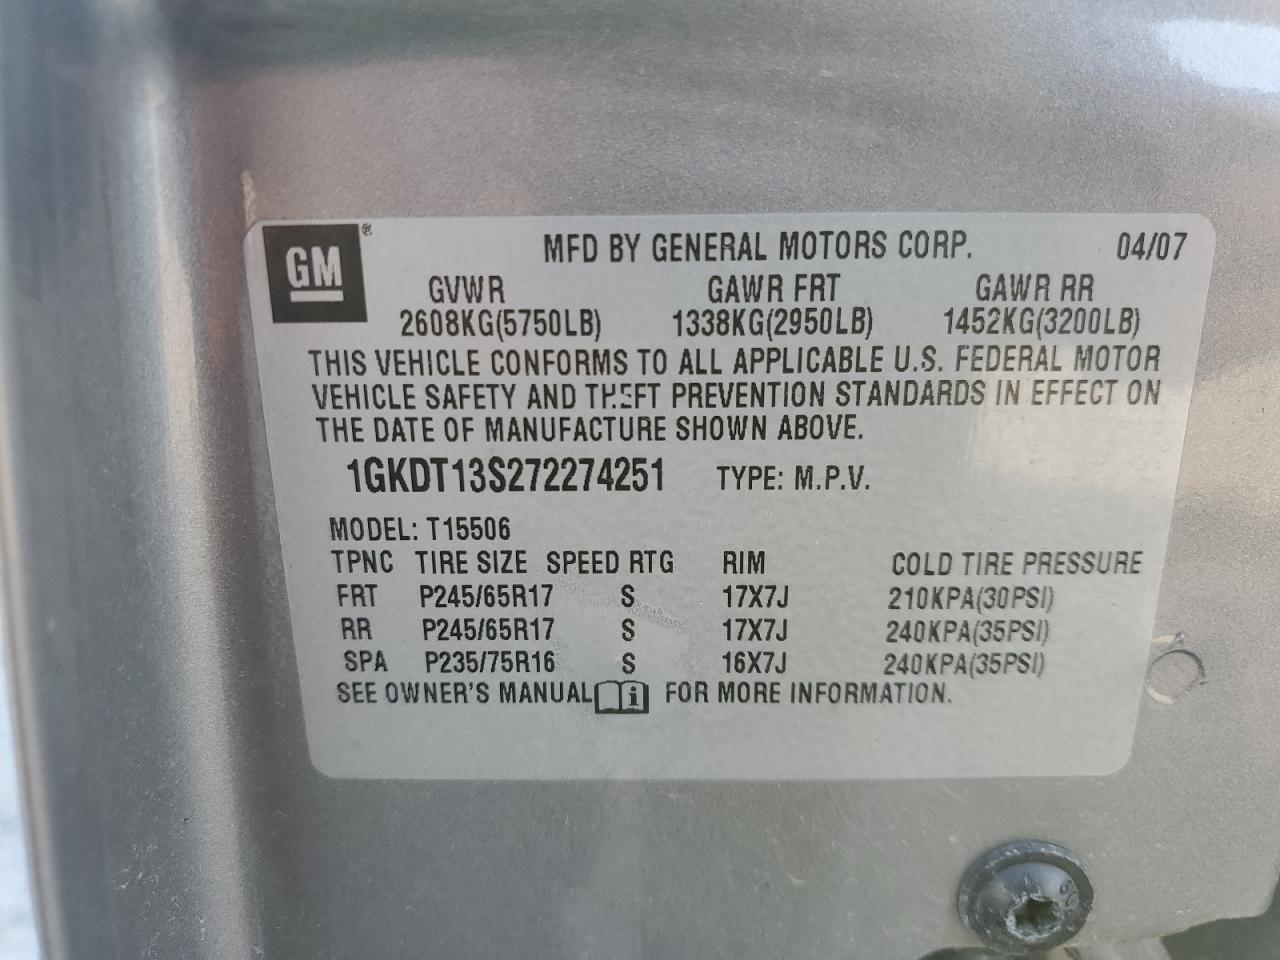 GM ® MFD BY GENERAL MOTORS CORP. 04/07
GVWR GAWR FRT GAWR RR
2608KG(5750LB) 1338KG(2950LB) 1452KG(3200LB)
THIS VEHICLE CONFORMS TO ALL APPLICABLE U.S. FEDERAL MOTOR
VEHICLE SAFETY AND THEFT PREVENTION STANDARDS IN EFFECT ON
THE DATE OF MANUFACTURE SHOWN ABOVE.
1GKDT13S272274251 TYPE: M.P.V.
MODEL: T15506
TPNC TIRE SIZE SPEED RTG RIM COLD TIRE PRESSURE
FRT P245/65R17 S 17X7J 210KPA(30PSI)
RR P245/65R17 S 17X7J 240KPA(35PSI)
SPA P235/75R16 S 16X7J 240KPA(35PSI)
SEE OWNER'S MANUAL i FOR MORE INFORMATION.